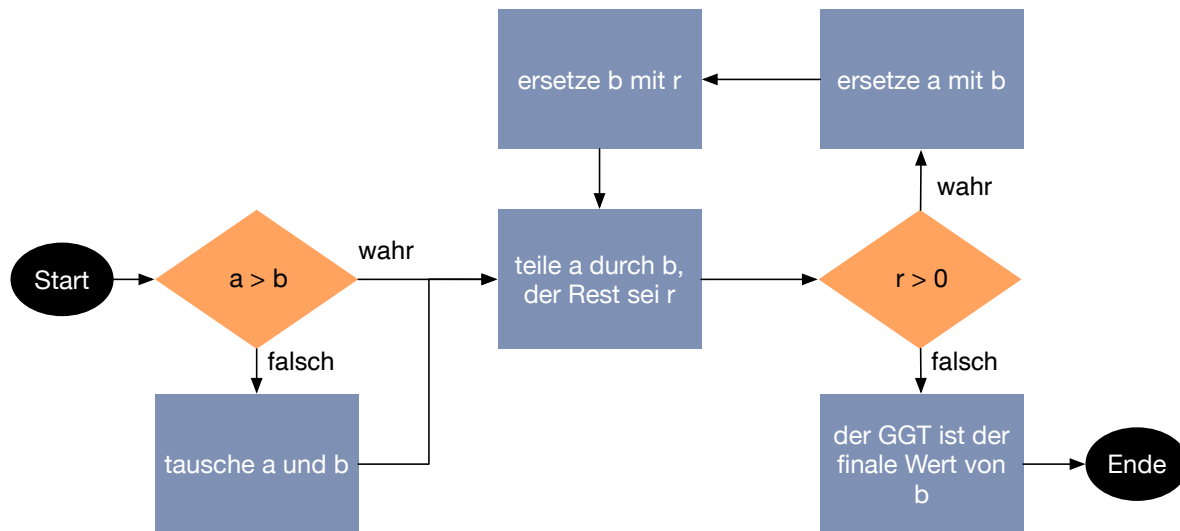 Start
a > b
wahr
falsch
tausche a und b
teile a durch b,
der Rest sei r
r > 0
wahr
ersetze a mit b
ersetze b mit r
falsch
der GGT ist der
finale Wert von
b
Ende